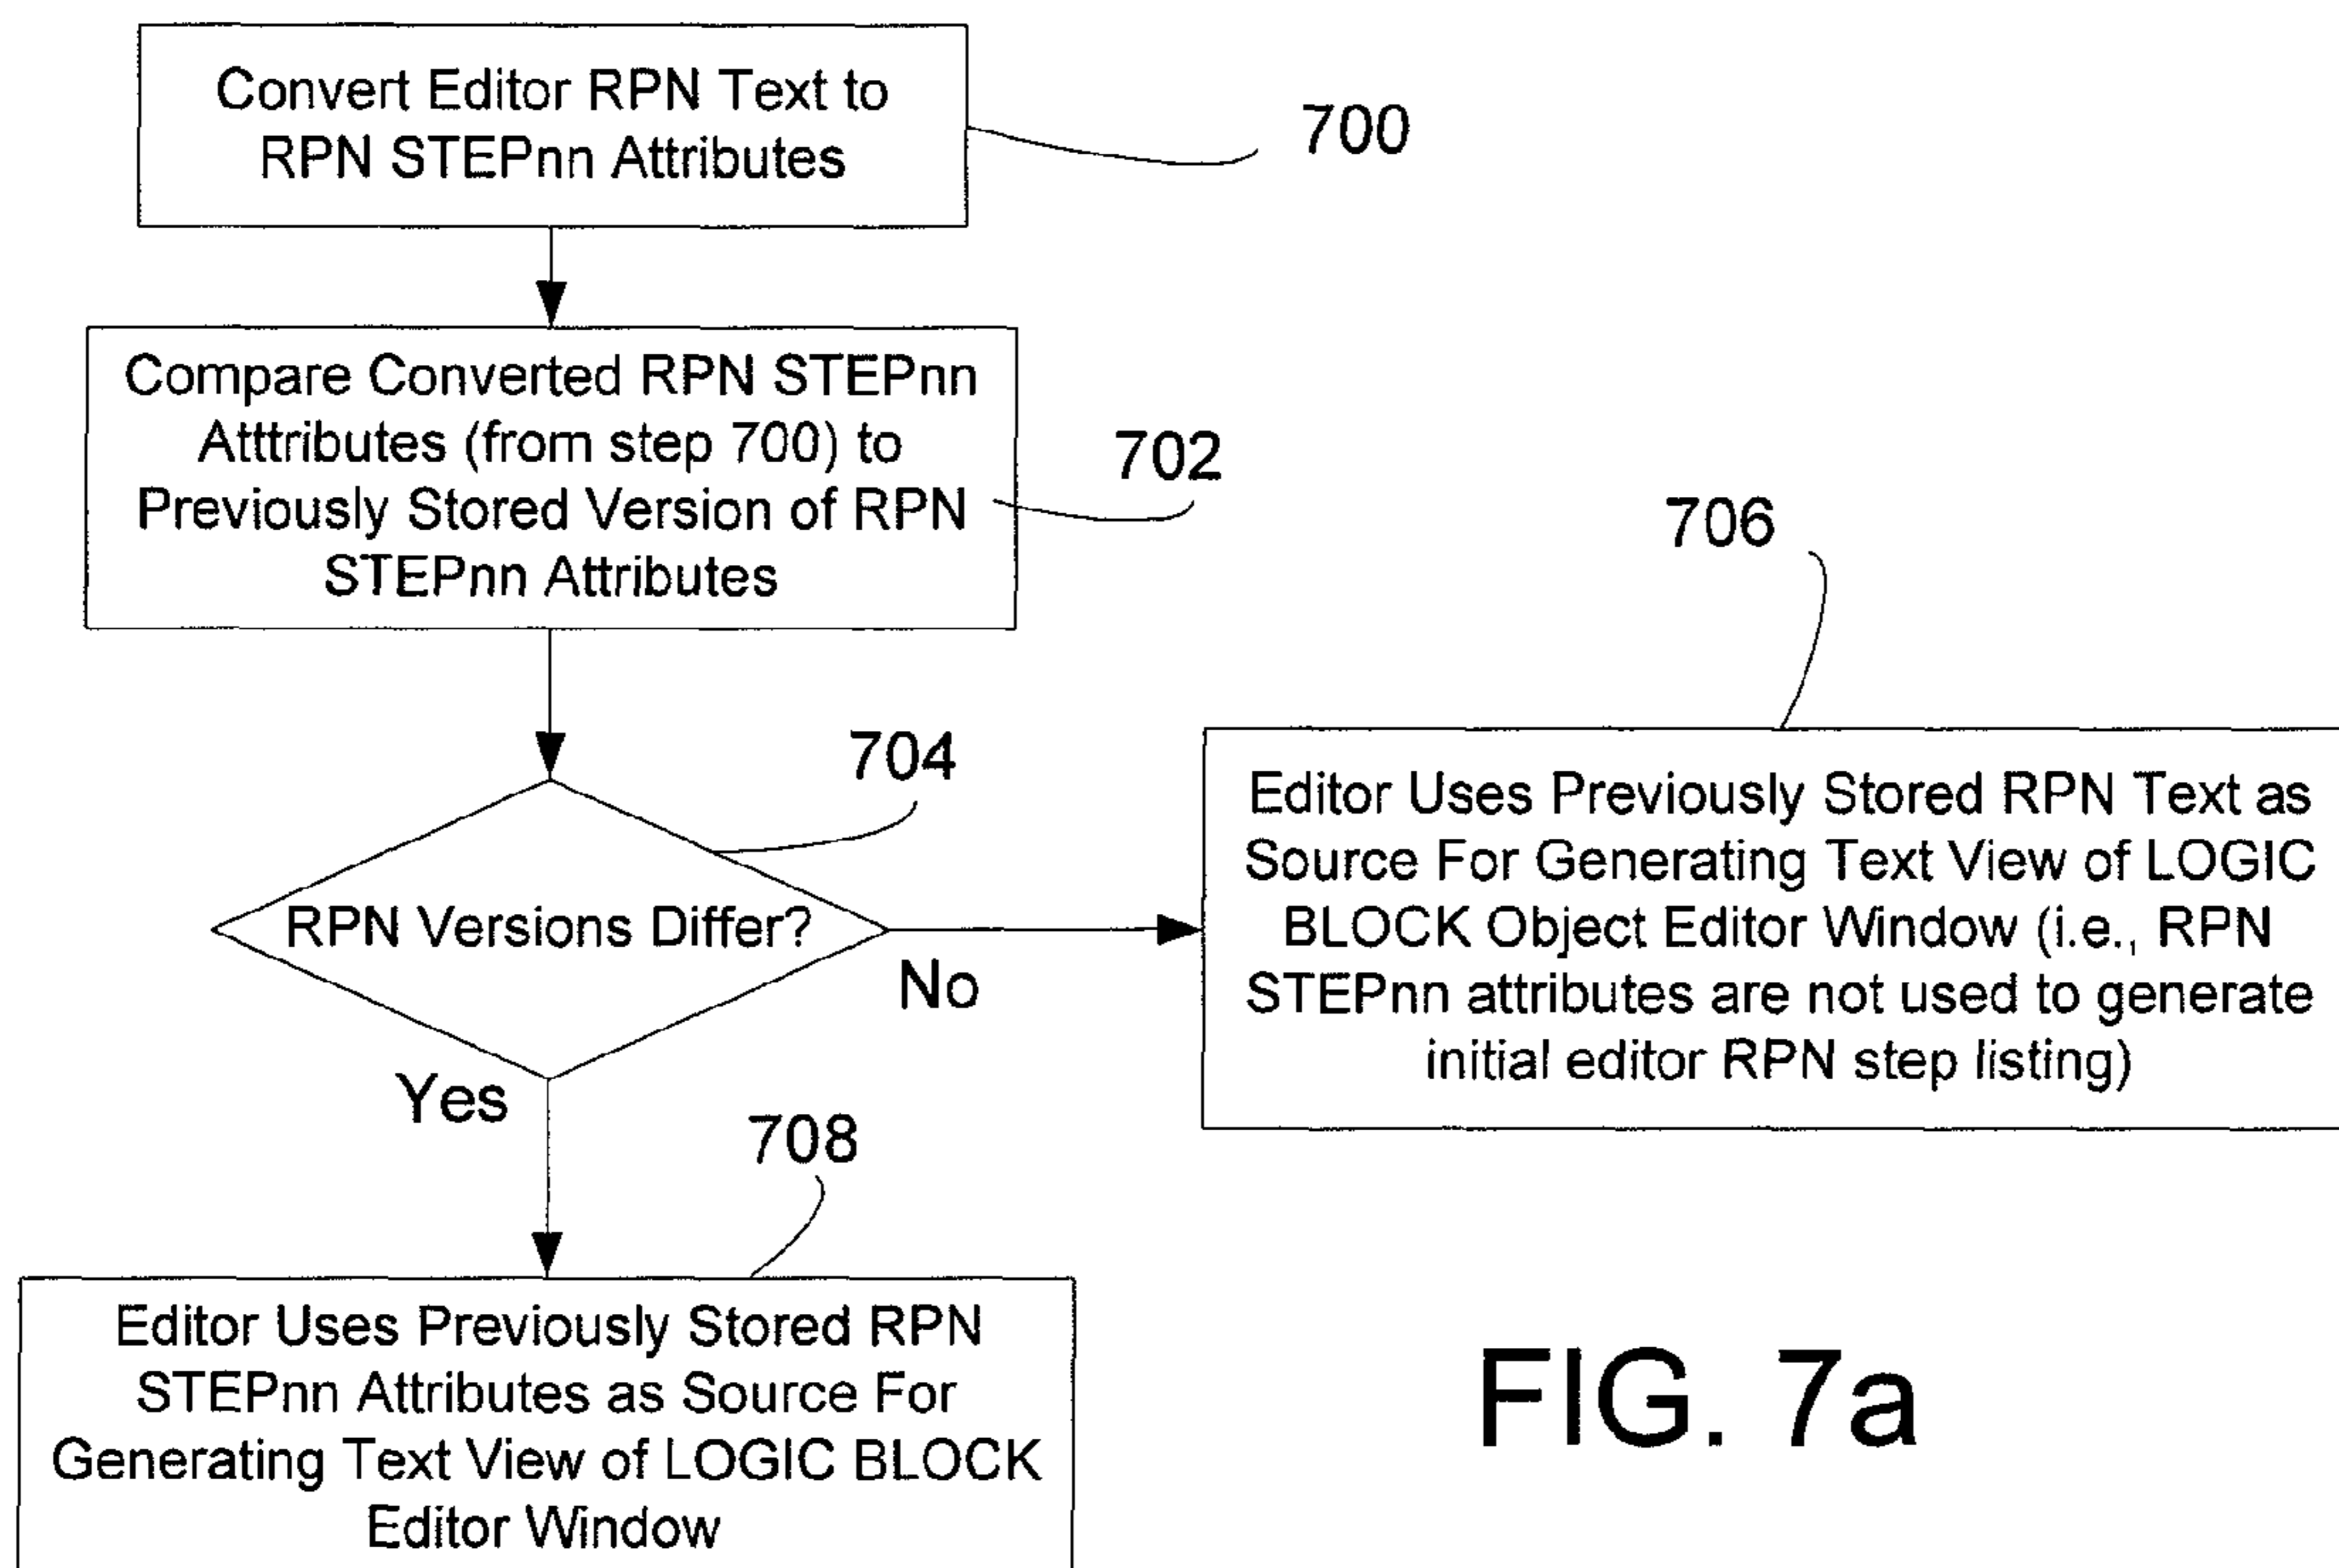 Convert Editor RPN Text to
RPN STEPnn Attributes
700
Compare Converted RPN STEPnn
Atttributes (from step 700) to
Previously Stored Version of RPN
STEPnn Attributes
702
704
RPN Versions Differ?
No
Yes
706
Editor Uses Previously Stored RPN Text as
Source For Generating Text View of LOGIC
BLOCK Object Editor Window (i.e., RPN
STEPnn attributes are not used to generate
initial editor RPN step listing)
708
Editor Uses Previously Stored RPN
STEPnn Attributes as Source For
Generating Text View of LOGIC BLOCK
Editor Window
FIG. 7a